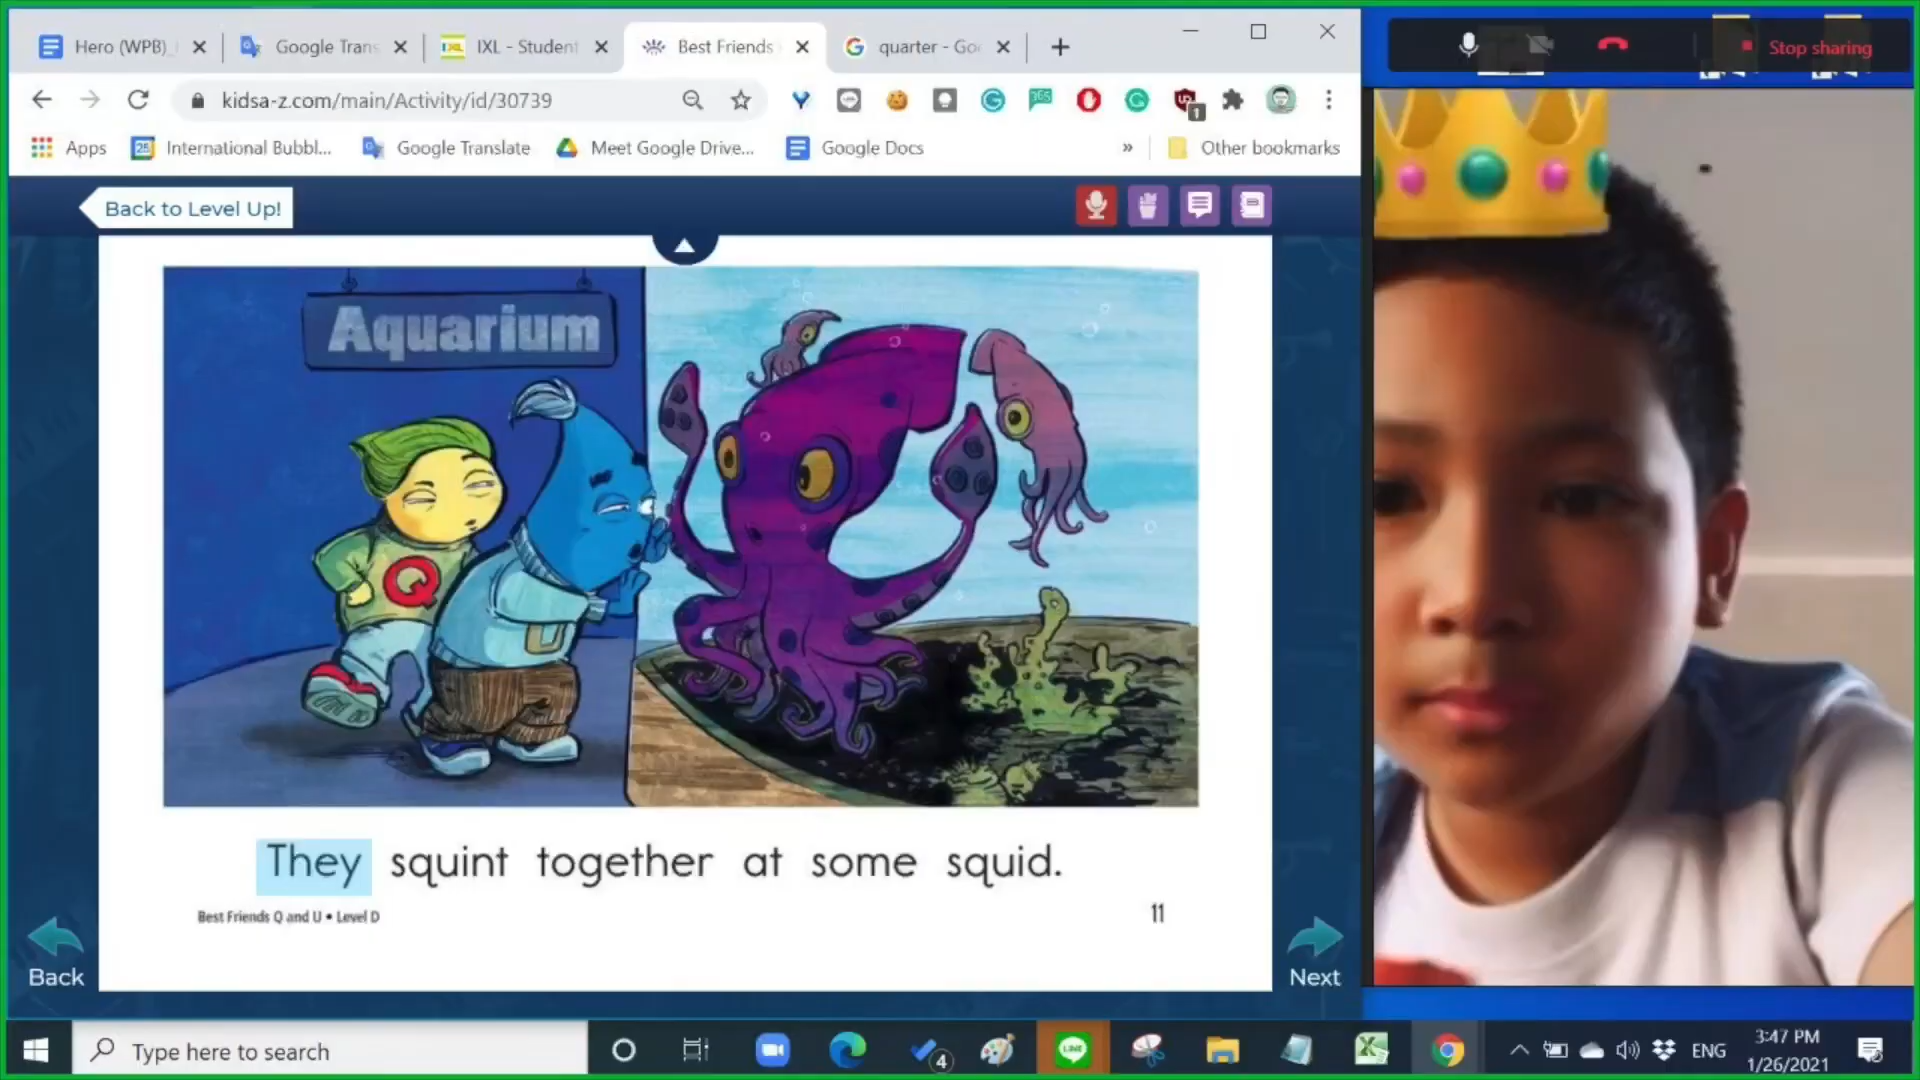 Hero (WPB)_
Google Trans
IXL - Student
Best Friends
quarter - Go
Stop sharing
kidsa-z.com/main/Activity/id/30739
Apps
International Bubbl...
Google Translate
Meet Google Drive...
Google Docs
»
Other bookmarks
Back to Level Up!
Aquarium
Q
U
They squint together at some squid.
Best Friends Q and U • Level D
11
Back
Next
Type here to search
4
LINE
ENG
3:47 PM
1/26/2021